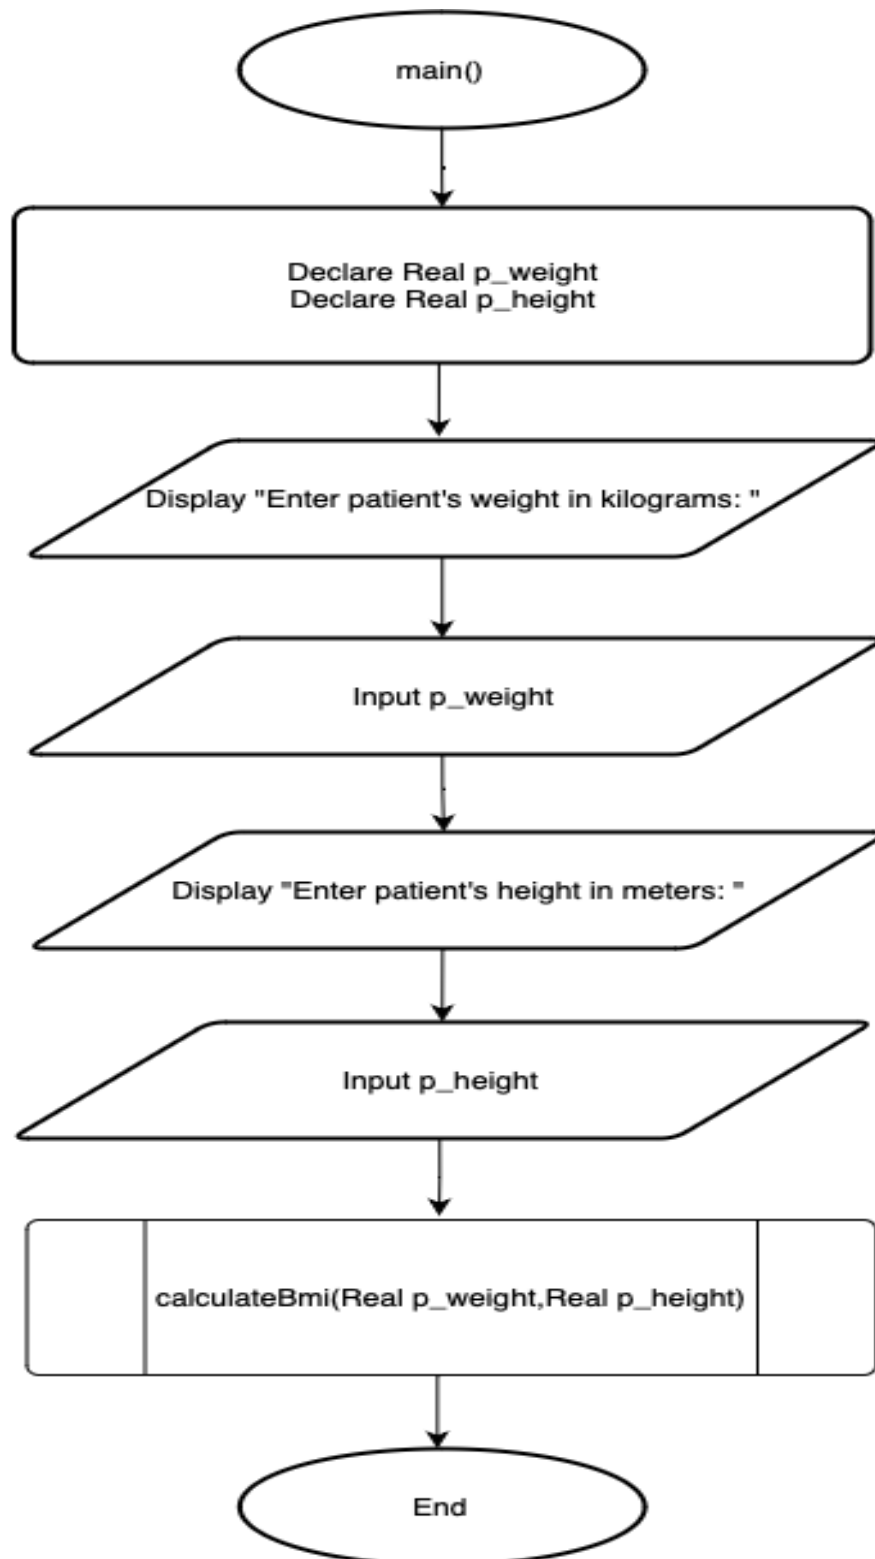 main()
Declare Real p_weight
Declare Real p_height
Display "Enter patient's weight in kilograms: "
Input p_weight
Display "Enter patient's height in meters: "
Input p_height
calculateBmi(Real p_weight,Real p_height)
End